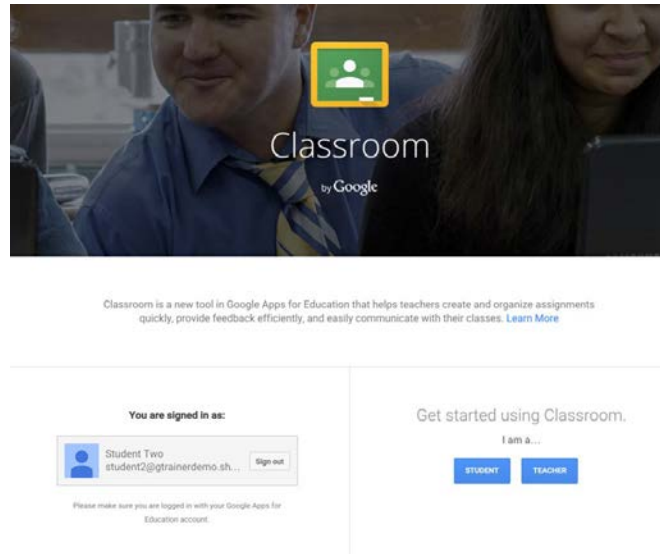 Classroom
by Google
Classroom is a new tool in Google Apps for Education that helps teachers create and organize assignments
quickly, provide feedback efficiently, and easily communicate with their classes. Learn More
You are signed in as:
Student Two
student2@gtrainerdemo.sh...
Sign out
Please make sure you are logged in with your Google Apps for
Education account.
Get started using Classroom.
I am a...
STUDENT
TEACHER